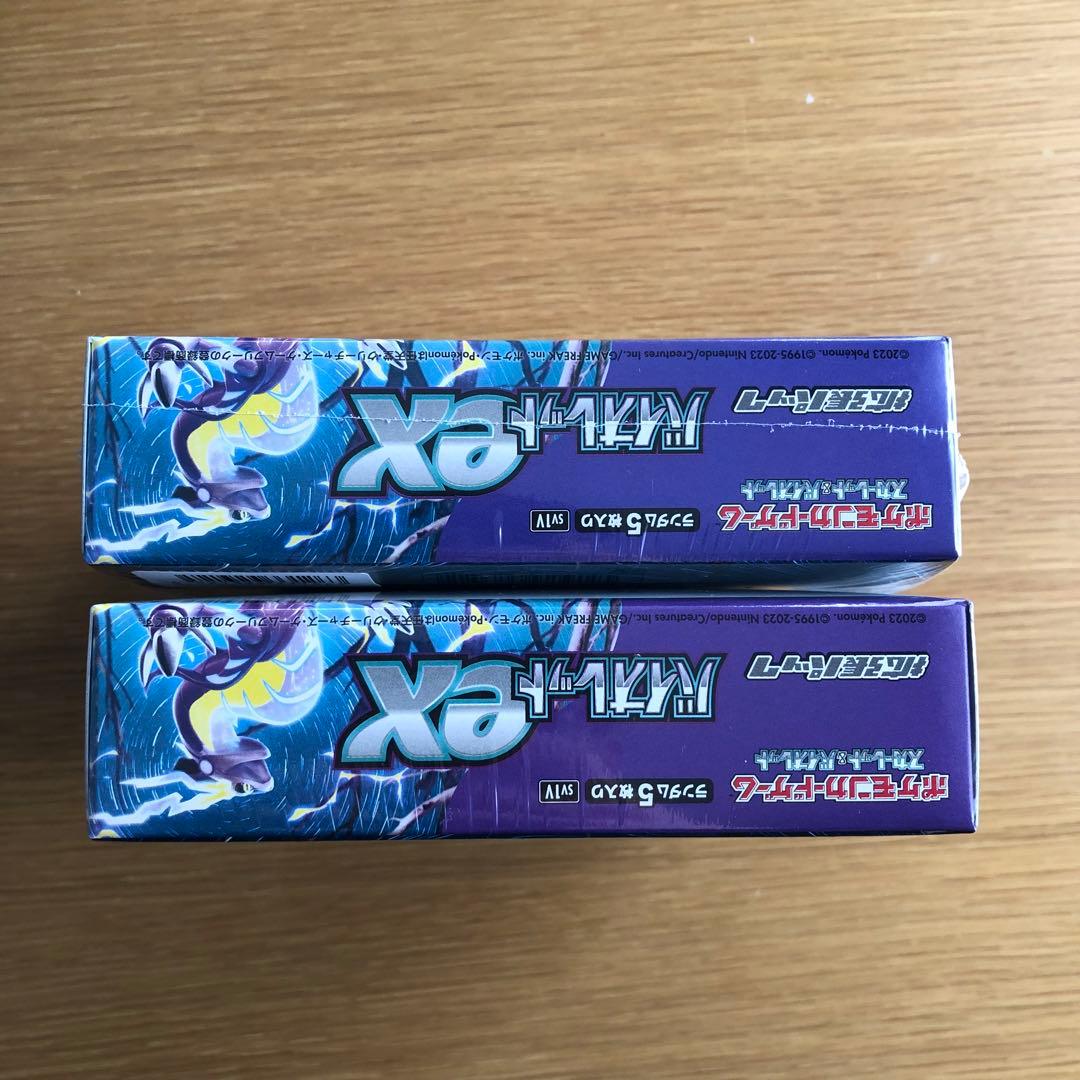 ポケモンカードゲーム
スカーレット&バイオレット
ランダム5枚入り
SV1V
拡張パック
バイオレットex
©2023 Pokémon. ©1995-2023 Nintendo/Creatures Inc./GAME FREAK inc. ポケモン・Pokémonは任天堂・クリーチャーズ・ゲームフリークの登録商標です。
ポケモンカードゲーム
スカーレット&バイオレット
ランダム5枚入り
SV1V
拡張パック
バイオレットex
©2023 Pokémon. ©1995-2023 Nintendo/Creatures Inc./GAME FREAK inc. ポケモン・Pokémonは任天堂・クリーチャーズ・ゲームフリークの登録商標です。